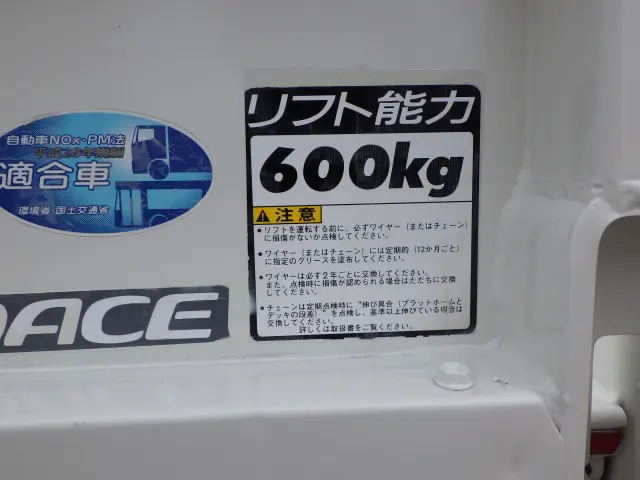 自動車NOx・PM法
適合車
環境省・国土交通省
リフト能力
600kg
注意
●リフトを運転する前に、必ずワイヤー（またはチェーン）
に損傷がないか点検してください。
●ワイヤー（またはチェーン）には定期的（12か月ごと）
に指定のグリースを塗布してください。
●ワイヤーは必ず2年ごとに交換してください。
また、点検時に損傷が認められる場合はただちに交換
してください。
●チェーンは定期点検時に“伸び具合（プラットホームと
デッキの段差）”を点検し、基準以上伸びている場合は
交換してください。
詳しくは取扱書をご覧ください。
ACE